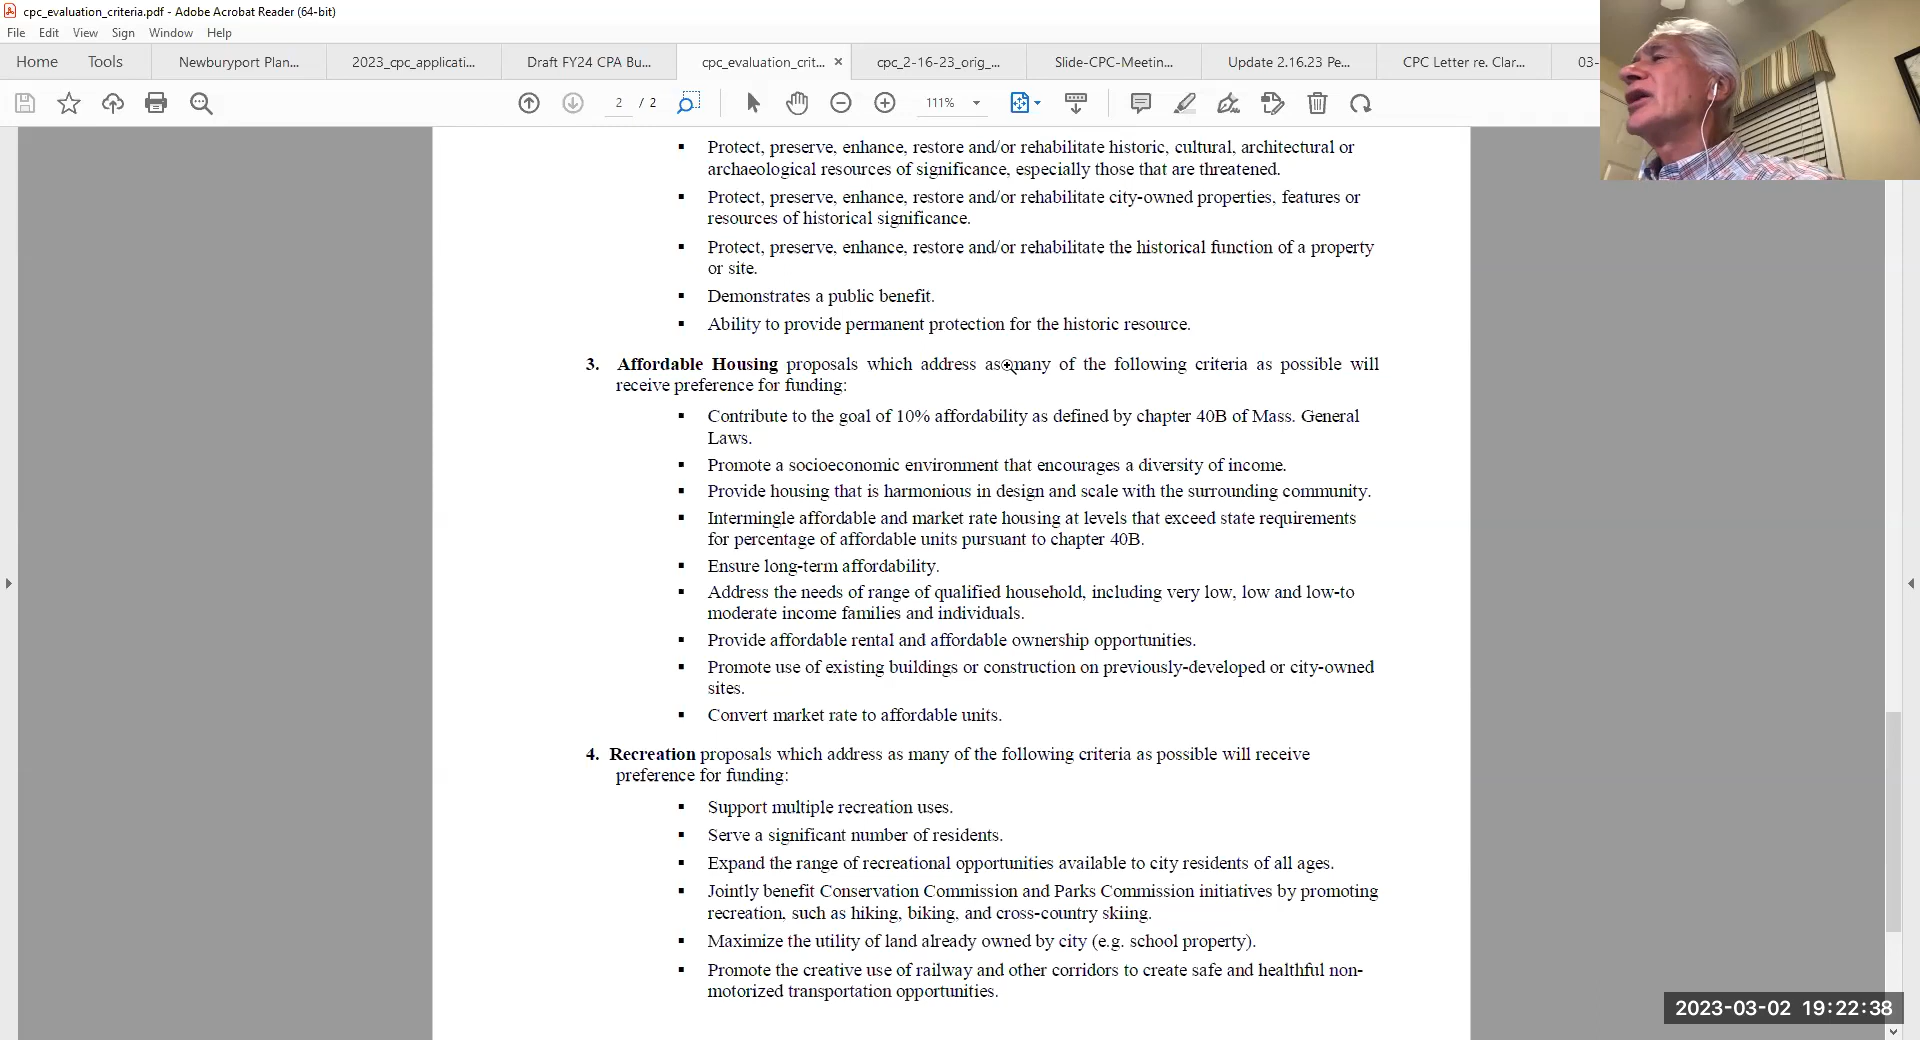 cpc_evaluation_criteria.pdf - Adobe Acrobat Reader (64-bit)
File Edit View Sign Window Help
Home Tools Newburyport Plan... 2023_cpc_applicati... Draft FY24 CPA Bu... cpc_evaluation_crit... × cpc_2-16-23_orig_... Slide-CPC-Meetin... Update 2.16.23 Pe... CPC Letter re. Clar... 03-
2 / 2 111%
▪ Protect, preserve, enhance, restore and/or rehabilitate historic, cultural, architectural or
archaeological resources of significance, especially those that are threatened.
▪ Protect, preserve, enhance, restore and/or rehabilitate city-owned properties, features or
resources of historical significance.
▪ Protect, preserve, enhance, restore and/or rehabilitate the historical function of a property
or site.
▪ Demonstrates a public benefit.
▪ Ability to provide permanent protection for the historic resource.
3. Affordable Housing proposals which address as many of the following criteria as possible will
receive preference for funding:
▪ Contribute to the goal of 10% affordability as defined by chapter 40B of Mass. General
Laws.
▪ Promote a socioeconomic environment that encourages a diversity of income.
▪ Provide housing that is harmonious in design and scale with the surrounding community.
▪ Intermingle affordable and market rate housing at levels that exceed state requirements
for percentage of affordable units pursuant to chapter 40B.
▪ Ensure long-term affordability.
▪ Address the needs of range of qualified household, including very low, low and low-to
moderate income families and individuals.
▪ Provide affordable rental and affordable ownership opportunities.
▪ Promote use of existing buildings or construction on previously-developed or city-owned
sites.
▪ Convert market rate to affordable units.
4. Recreation proposals which address as many of the following criteria as possible will receive
preference for funding:
▪ Support multiple recreation uses.
▪ Serve a significant number of residents.
▪ Expand the range of recreational opportunities available to city residents of all ages.
▪ Jointly benefit Conservation Commission and Parks Commission initiatives by promoting
recreation, such as hiking, biking, and cross-country skiing.
▪ Maximize the utility of land already owned by city (e.g. school property).
▪ Promote the creative use of railway and other corridors to create safe and healthful non-
motorized transportation opportunities.
2023-03-02 19:22:38